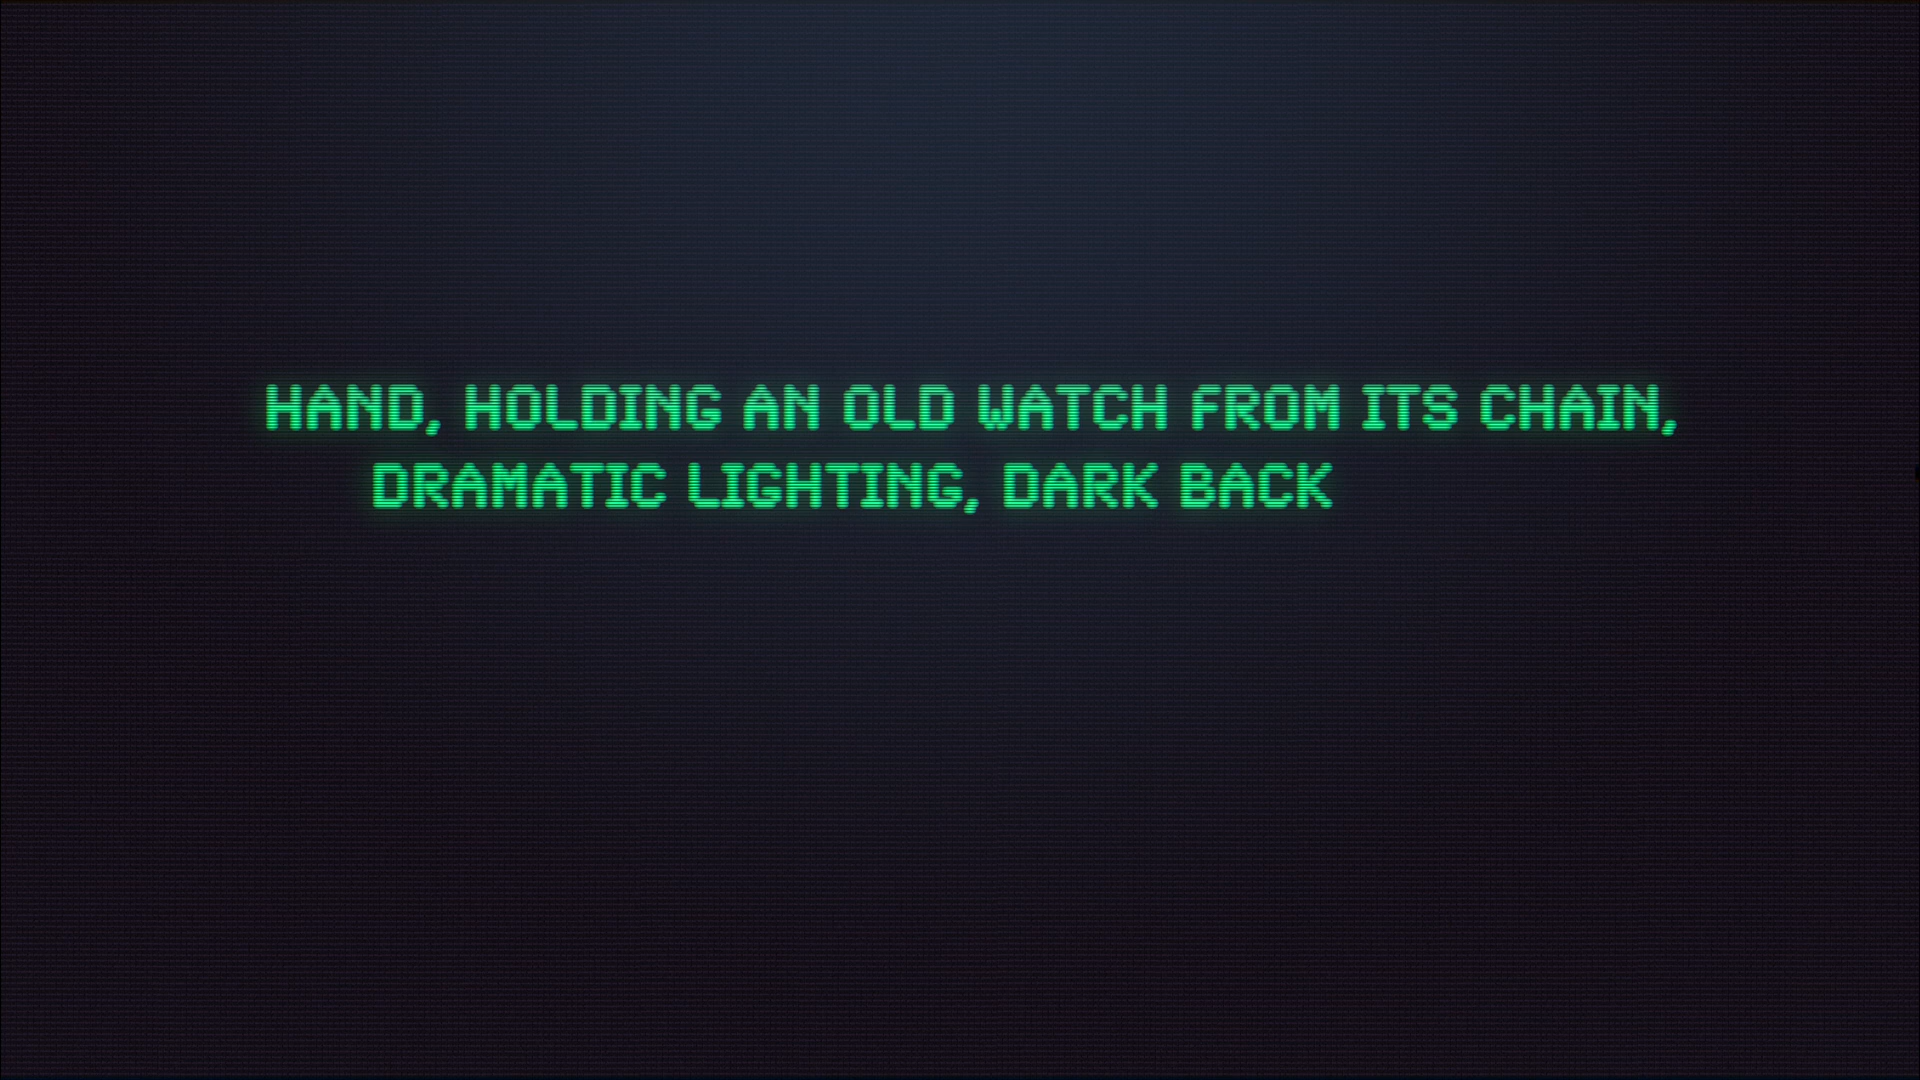 HAND, HOLDING AN OLD WATCH FROM ITS CHAIN,
DRAMATIC LIGHTING, DARK BACK